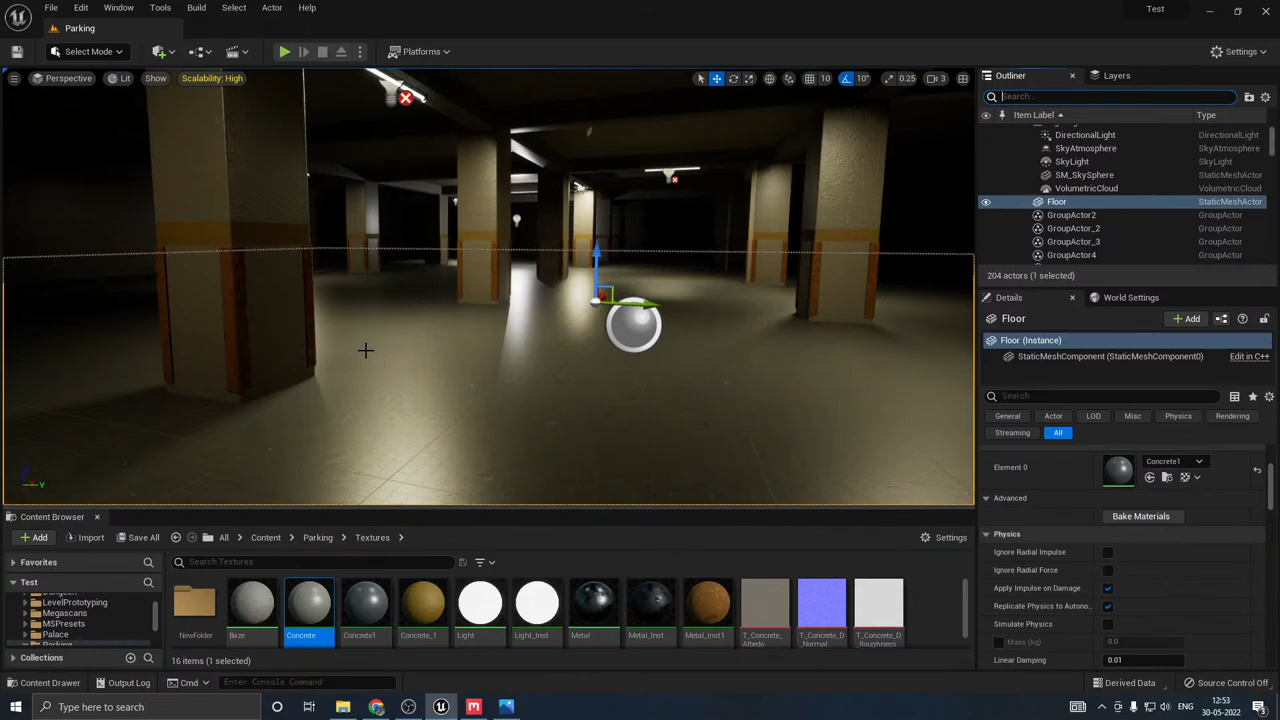 File Edit Window Tools Build Select Actor Help
Test
Parking
Select Mode
Platforms
Settings
Perspective Lit Show Scalability: High
10 10° 0.25 3
Outliner Layers
Search...
Item Label Type
DirectionalLight DirectionalLight
SkyAtmosphere SkyAtmosphere
SkyLight SkyLight
SM_SkySphere StaticMeshActor
VolumetricCloud VolumetricCloud
Floor StaticMeshActor
GroupActor2 GroupActor
GroupActor_2 GroupActor
GroupActor_3 GroupActor
GroupActor4 GroupActor
204 actors (1 selected)
Details World Settings
Floor
Add
Floor (Instance)
StaticMeshComponent (StaticMeshComponent0) Edit in C++
Search
General Actor LOD Misc Physics Rendering
Streaming All
Element 0 Concrete1
Advanced
Bake Materials
Physics
Ignore Radial Impulse
Ignore Radial Force
Apply Impulse on Damage
Replicate Physics to Autono...
Simulate Physics
Mass (kg) 0.0
Linear Damping 0.01
Y
Content Browser
Add Import Save All All Content Parking Textures Settings
Favorites
Search Textures
Test
LevelPrototyping
Megascans
MSPresets
Palace
Collections
NewFolder Baze Concrete Concrete1 Concrete_1 Light Light_Inst Metal Metal_Inst Metal_Inst1 T_Concrete_Albedo T_Concrete_D_Normal T_Concrete_D_Roughness
16 items (1 selected)
Content Drawer Output Log Cmd Enter Console Command
Derived Data Source Control Off
Type here to search
12:53
30-05-2022